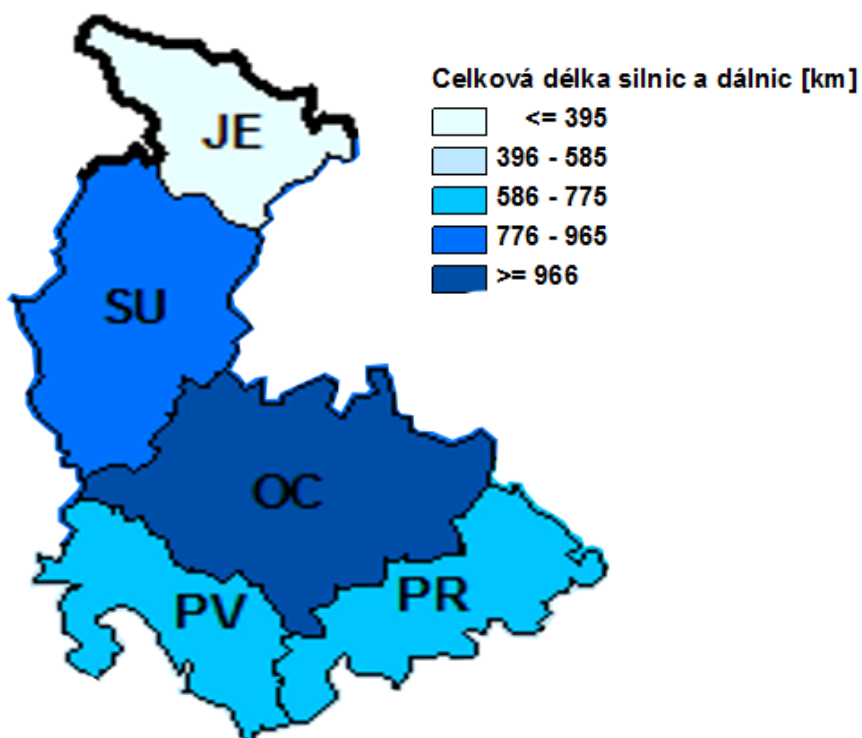 Celková délka silnic a dálnic [km]
<= 395
396 - 585
586 - 775
776 - 965
>= 966
JE
SU
OC
PV
PR